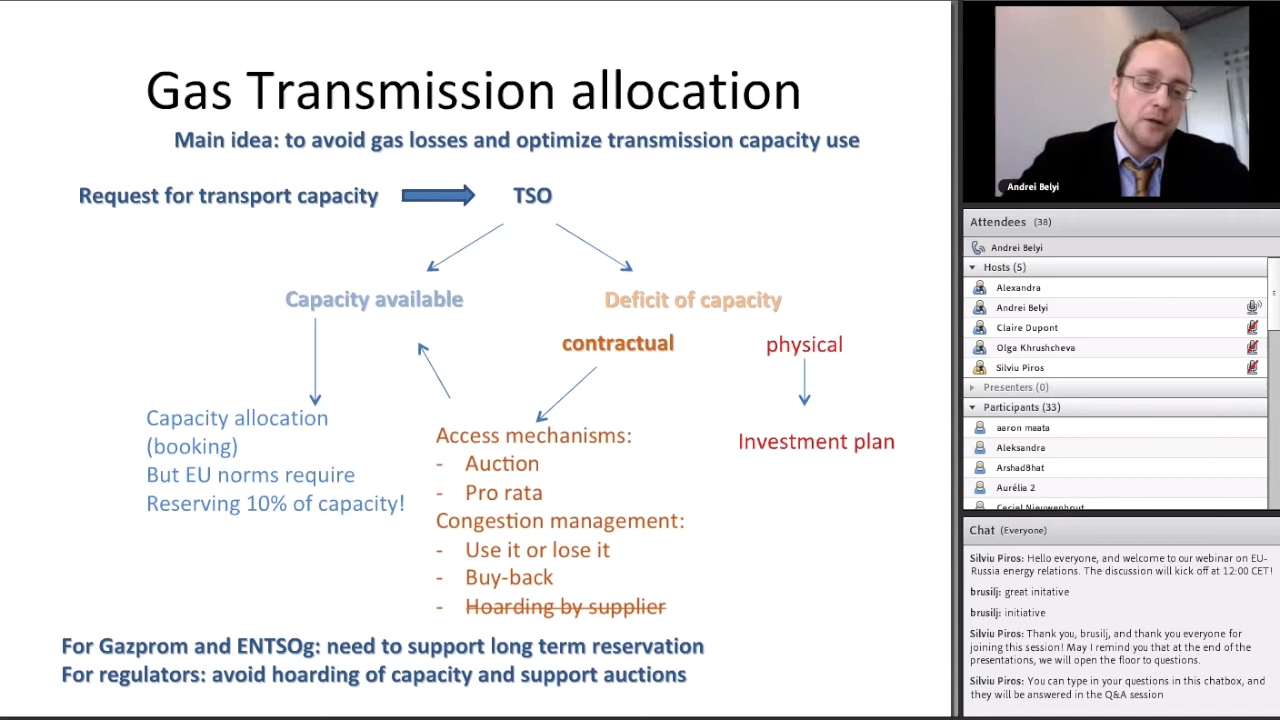 Gas Transmission allocation
Main idea: to avoid gas losses and optimize transmission capacity use
Request for transport capacity
TSO
Capacity available
Deficit of capacity
contractual
physical
Capacity allocation
(booking)
But EU norms require
Reserving 10% of capacity!
Access mechanisms:
- Auction
- Pro rata
Congestion management:
- Use it or lose it
- Buy-back
- Hoarding by supplier
Investment plan
For Gazprom and ENTSOg: need to support long term reservation
For regulators: avoid hoarding of capacity and support auctions
Andrei Belyi
Attendees (38)
Andrei Belyi
Hosts (5)
Alexandra
Andrei Belyi
Claire Dupont
Olga Khrushcheva
Silviu Piros
Presenters (0)
Participants (33)
aaron maata
Aleksandra
ArshadBhat
Aurélia 2
Chat (Everyone)
Silviu Piros: Hello everyone, and welcome to our webinar on EU-
Russia energy relations. The discussion will kick off at 12:00 CET!
brusilj: great initative
brusilj: initiative
Silviu Piros: Thank you, brusilj, and thank you everyone for
joining this session! May I remind you that at the end of the
presentations, we will open the floor to questions.
Silviu Piros: You can type in your questions in this chatbox, and
they will be answered in the Q&A session